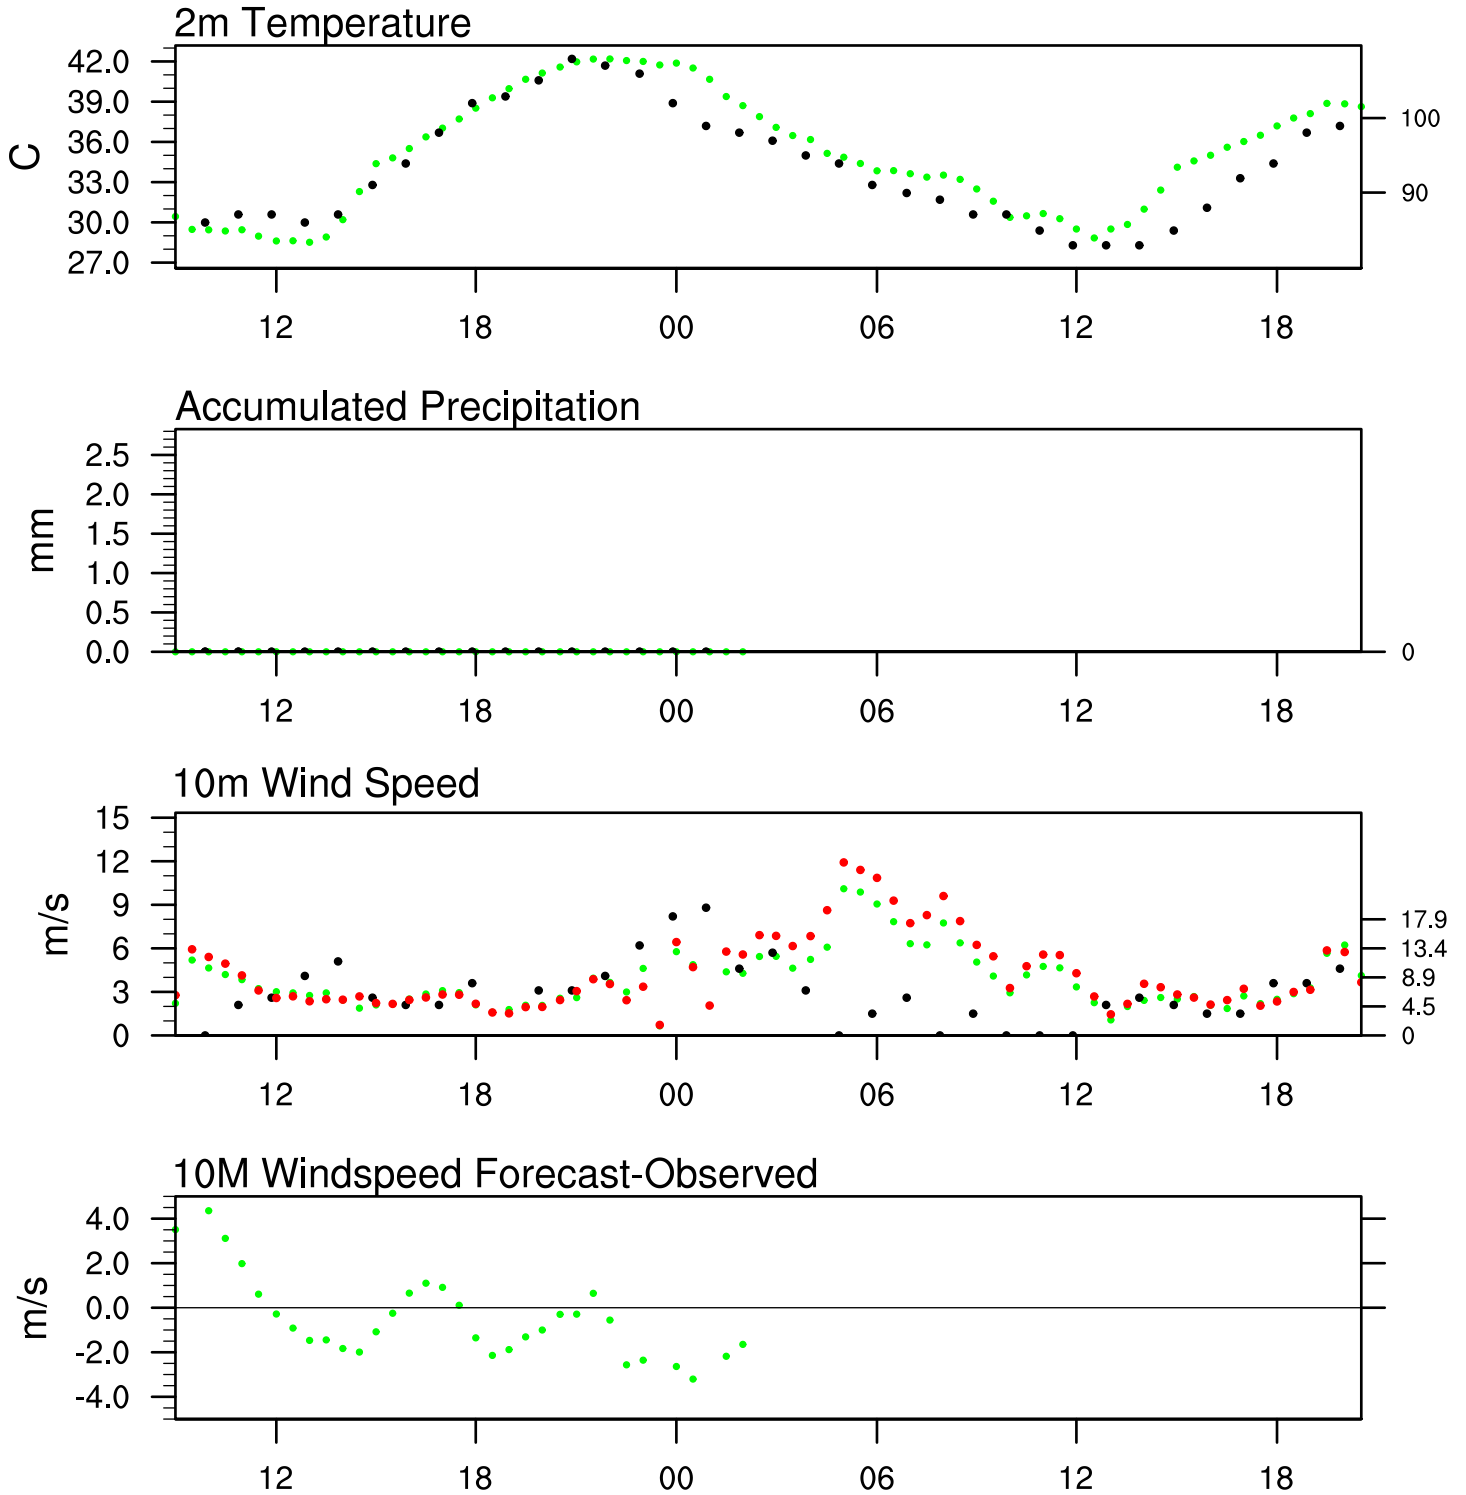 2m Temperature
42.0
39.0
36.0
33.0
30.0
27.0
C
100
90
12 18 00 06 12 18
Accumulated Precipitation
2.5
2.0
1.5
1.0
0.5
0.0
mm
0
12 18 00 06 12 18
10m Wind Speed
15
12
9
6
3
0
m/s
17.9
13.4
8.9
4.5
0
12 18 00 06 12 18
10M Windspeed Forecast-Observed
4.0
2.0
0.0
-2.0
-4.0
m/s
12 18 00 06 12 18